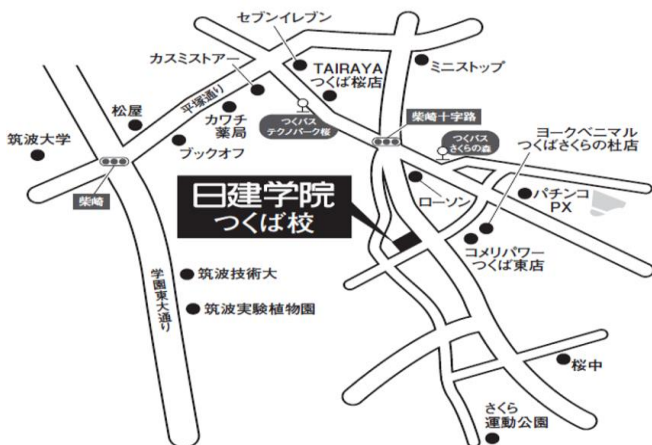 セブンイレブン
カスミストアー
TAIRAYA
つくば桜店
ミニストップ
平塚通り
松屋
カワチ
薬局
つくバス
テクノパーク桜
柴崎十字路
つくバス
さくらの森
ヨークベニマル
つくばさくらの杜店
筑波大学
ブックオフ
柴崎
日建学院
つくば校
ローソン
パチンコ
PX
コメリパワー
つくば東店
学園東大通り
筑波技術大
筑波実験植物園
桜中
さくら
運動公園